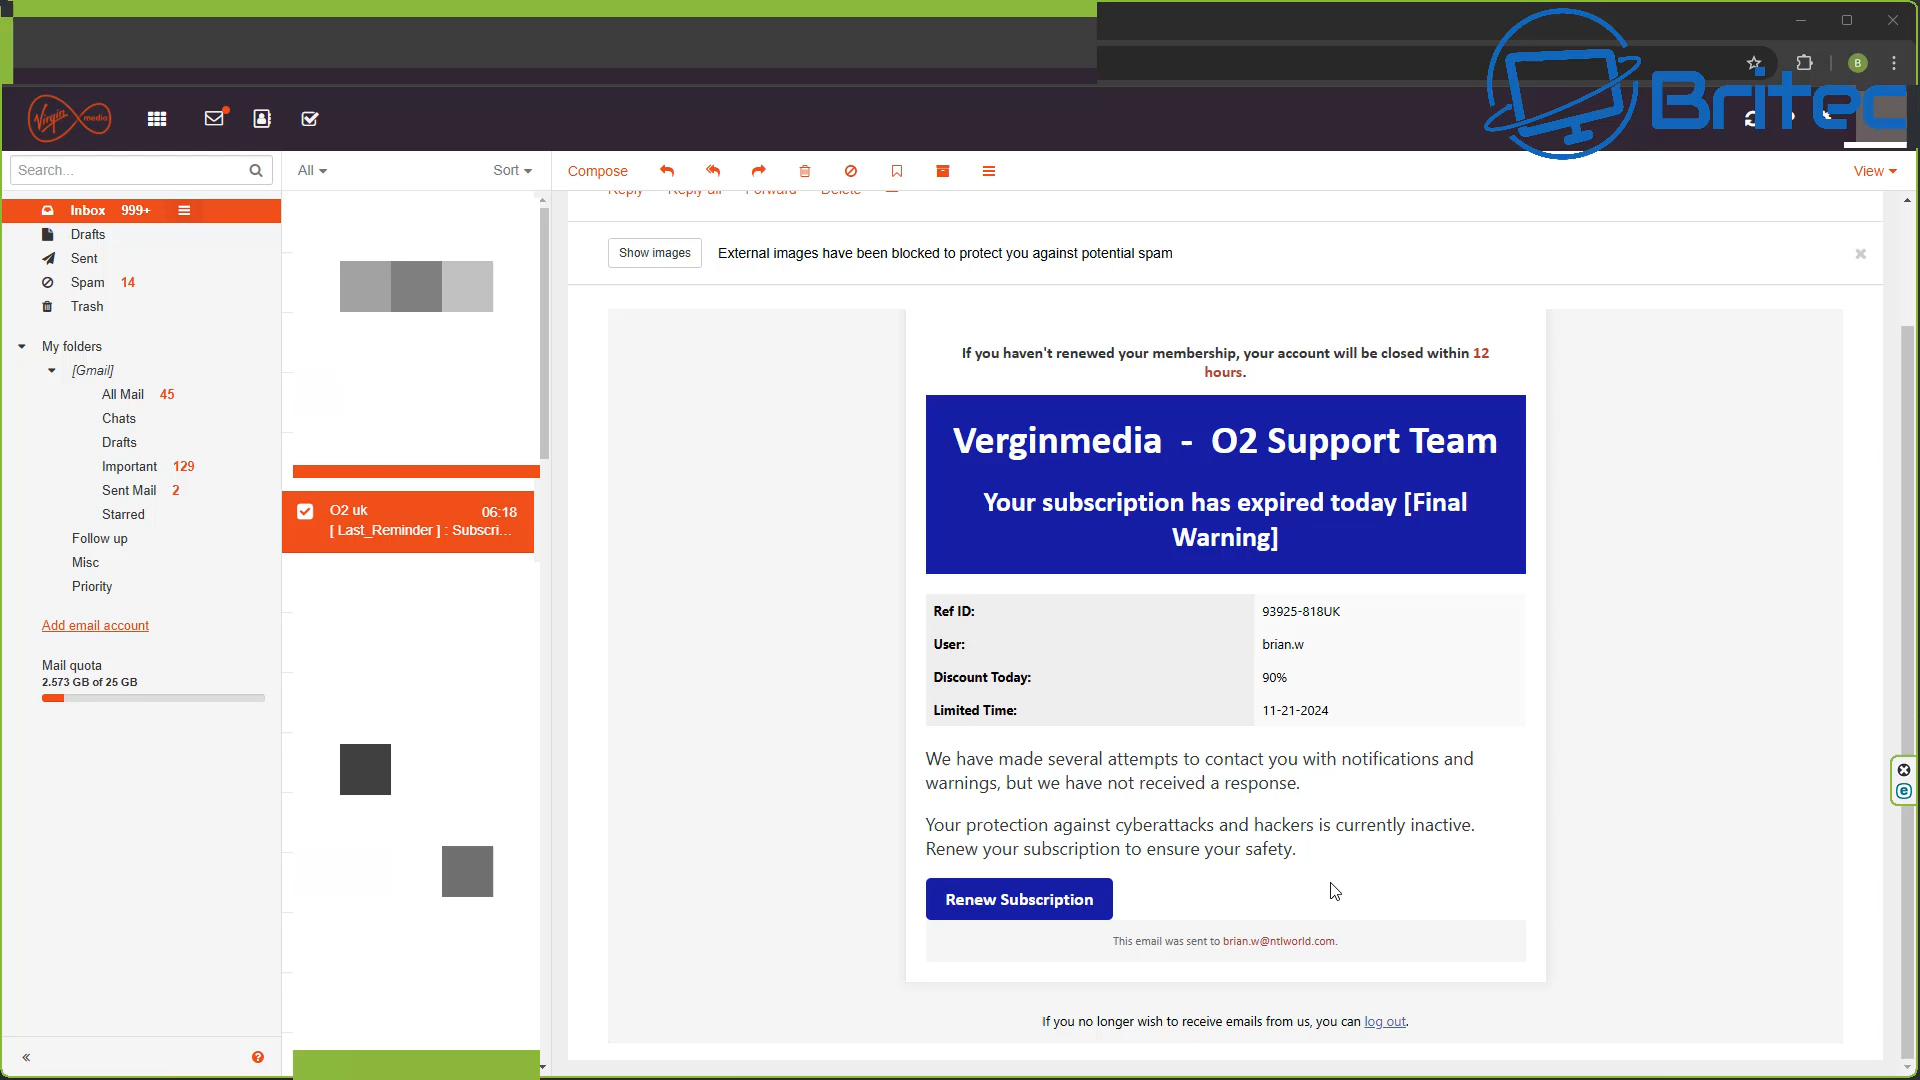 Britec
B
Virgin media
Search...
All
Sort
Compose
View
Reply Reply all Forward Delete
Inbox 999+
Drafts
Sent
Spam 14
Trash
My folders
[Gmail]
All Mail 45
Chats
Drafts
Important 129
Sent Mail 2
Starred
Follow up
Misc
Priority
Add email account
Mail quota
2.573 GB of 25 GB
O2 uk 06:18
[ Last_Reminder ] : Subscri...
Show images External images have been blocked to protect you against potential spam
If you haven't renewed your membership, your account will be closed within 12
hours.
Verginmedia - O2 Support Team
Your subscription has expired today [Final
Warning]
Ref ID: 93925-818UK
User: brian.w
Discount Today: 90%
Limited Time: 11-21-2024
We have made several attempts to contact you with notifications and
warnings, but we have not received a response.
Your protection against cyberattacks and hackers is currently inactive.
Renew your subscription to ensure your safety.
Renew Subscription
This email was sent to brian.w@ntlworld.com.
If you no longer wish to receive emails from us, you can log out.